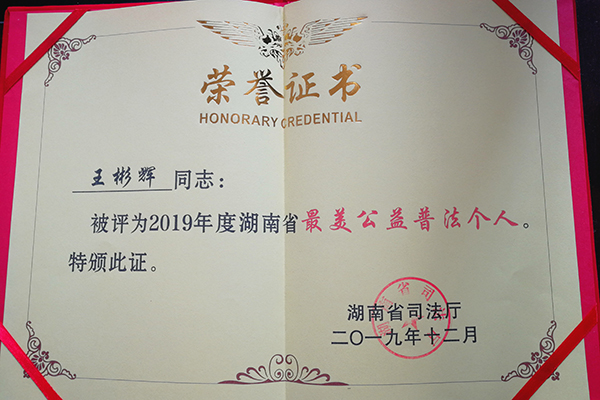 荣誉证书
HONORARY CREDENTIAL
王彬辉 同志:
被评为2019年度湖南省最美公益普法个人。
特颁此证。
湖南省司法厅
二〇一九年十二月